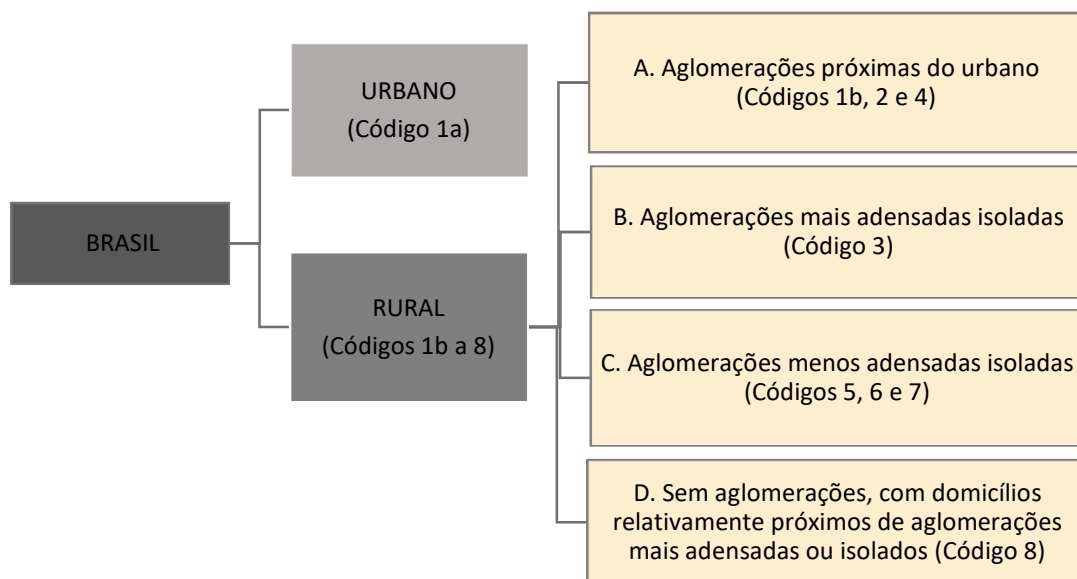 BRASIL
URBANO
(Código 1a)
RURAL
(Códigos 1b a 8)
A. Aglomerações próximas do urbano
(Códigos 1b, 2 e 4)
B. Aglomerações mais adensadas isoladas
(Código 3)
C. Aglomerações menos adensadas isoladas
(Códigos 5, 6 e 7)
D. Sem aglomerações, com domicílios
relativamente próximos de aglomerações
mais adensadas ou isolados (Código 8)